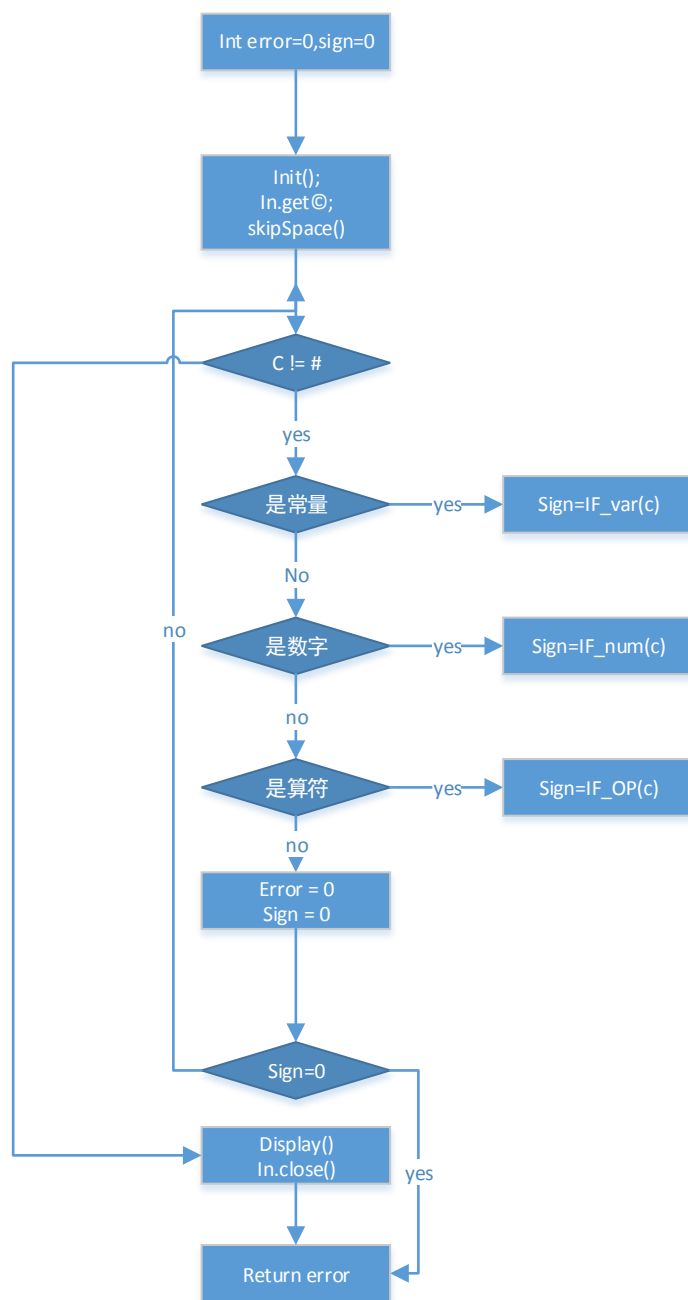 Int error=0,sign=0
Init();
In.get©;
skipSpace()
C != #
yes
是常量
yes
Sign=IF_var(c)
No
no
是数字
yes
Sign=IF_num(c)
no
是算符
yes
Sign=IF_OP(c)
no
Error = 0
Sign = 0
Sign=0
Display()
In.close()
yes
Return error